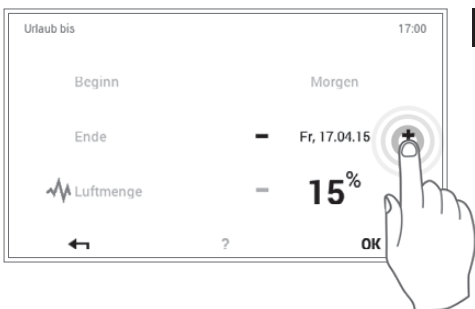 Urlaub bis 17:00
Beginn Morgen
Ende - Fr, 17.04.15 +
Luftmenge - 15%
? OK